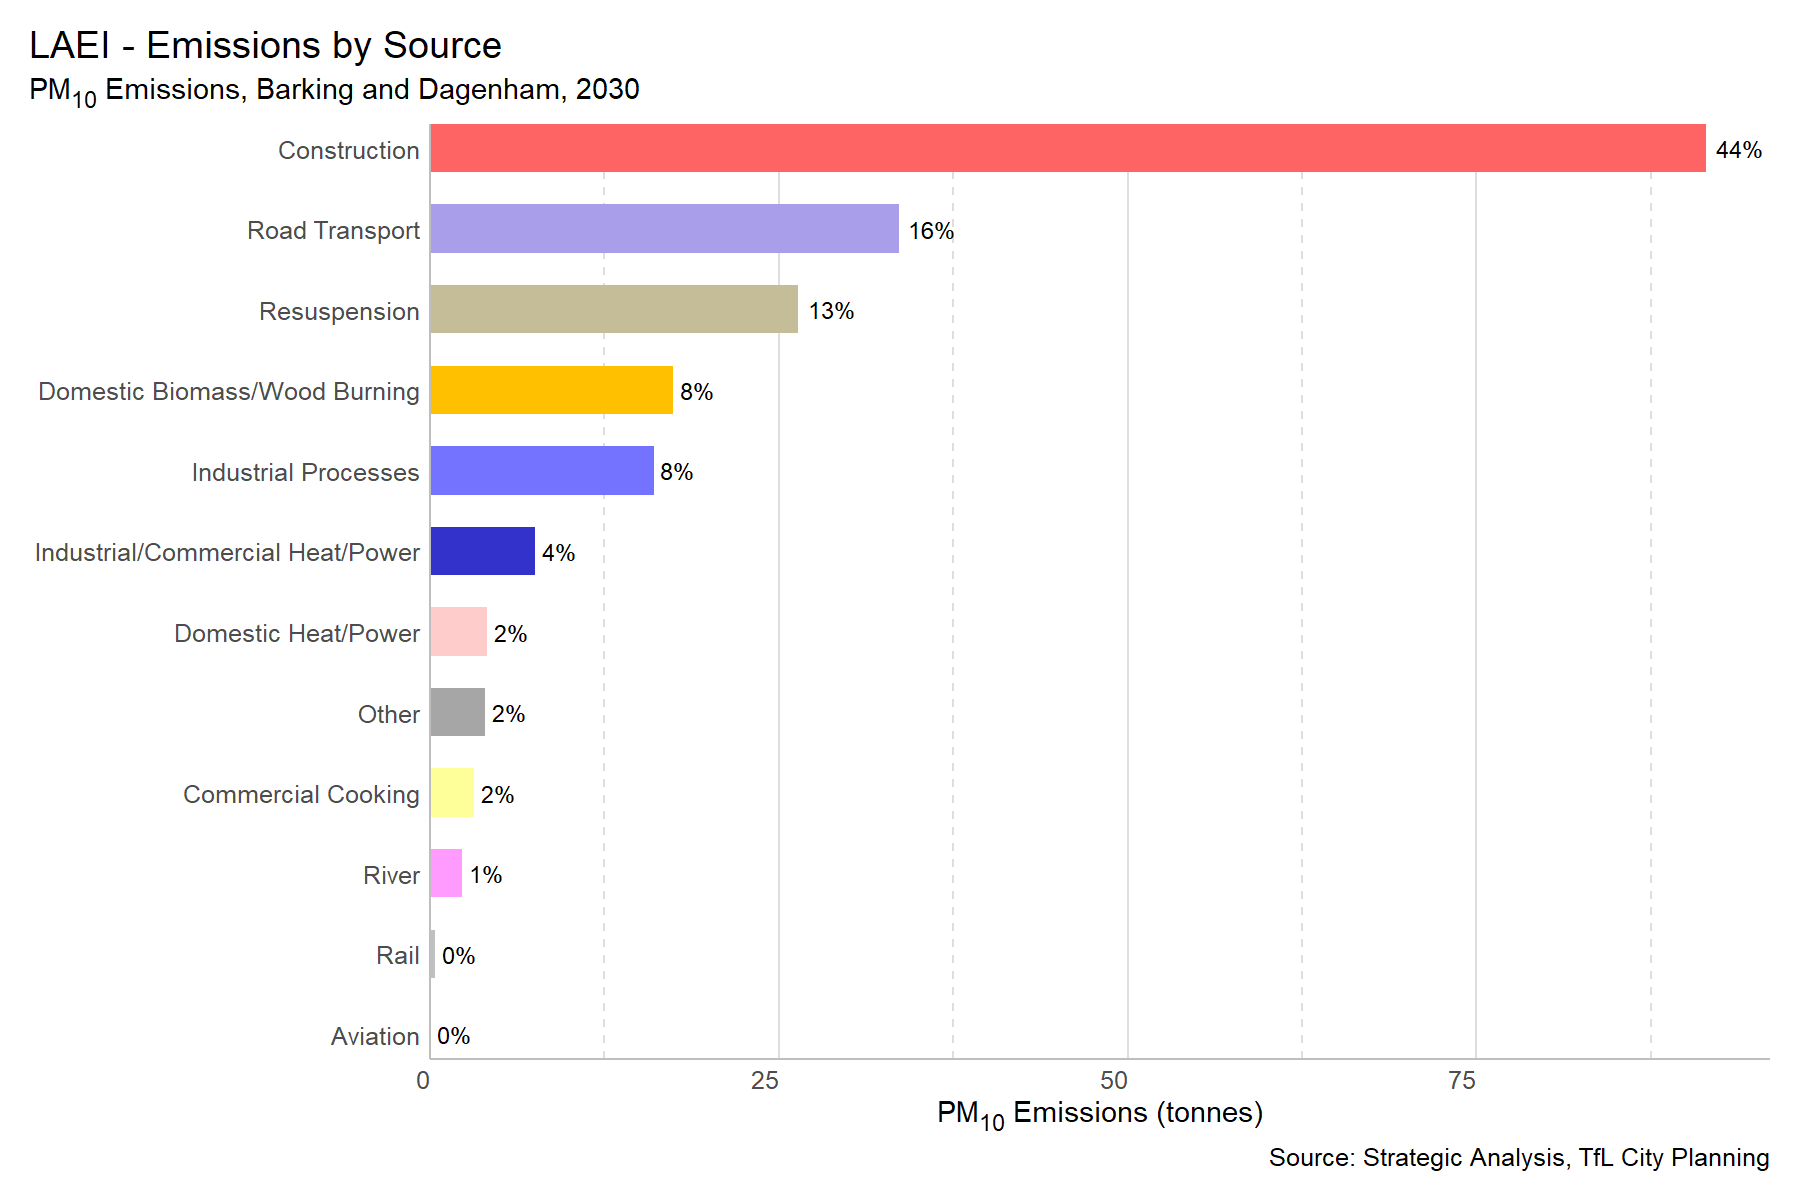 LAEI - Emissions by Source
PM10 Emissions, Barking and Dagenham, 2030
Construction 44%
Road Transport 16%
Resuspension 13%
Domestic Biomass/Wood Burning 8%
Industrial Processes 8%
Industrial/Commercial Heat/Power 4%
Domestic Heat/Power 2%
Other 2%
Commercial Cooking 2%
River 1%
Rail 0%
Aviation 0%
0 25 50 75
PM10 Emissions (tonnes)
Source: Strategic Analysis, TfL City Planning